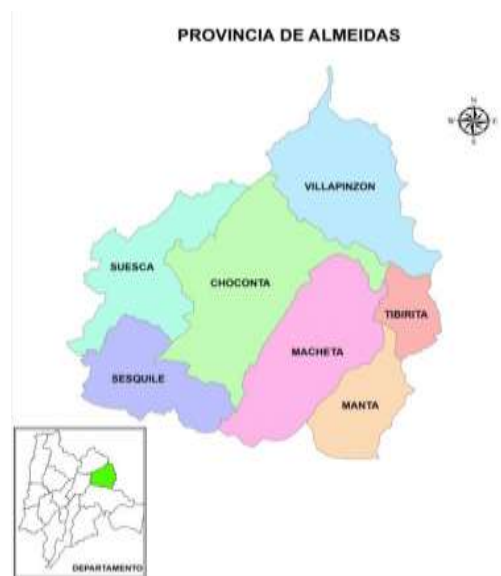 PROVINCIA DE ALMEIDAS
N
W E
S
VILLAPINZON
SUESCA
CHOCONTA
TIBIRITA
MACHETA
SESQUILE
MANTA
DEPARTAMENTO